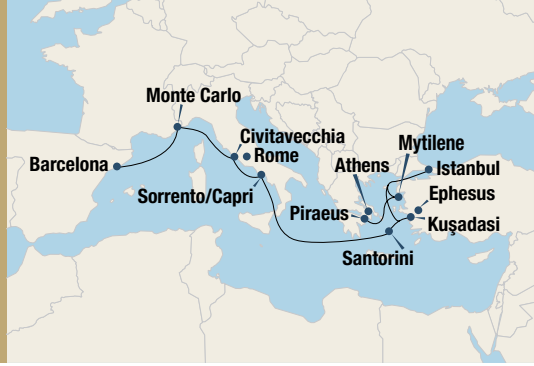 Monte Carlo
Civitavecchia
Rome
Mytilene
Barcelona
Athens
Istanbul
Sorrento/Capri
Ephesus
Piraeus
Kuşadasi
Santorini